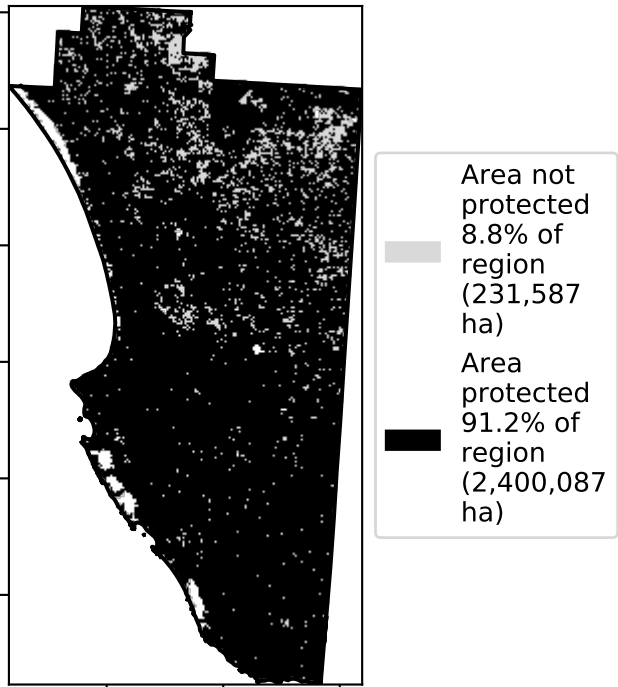 Area not
protected
8.8% of
region
(231,587
ha)
Area
protected
91.2% of
region
(2,400,087
ha)